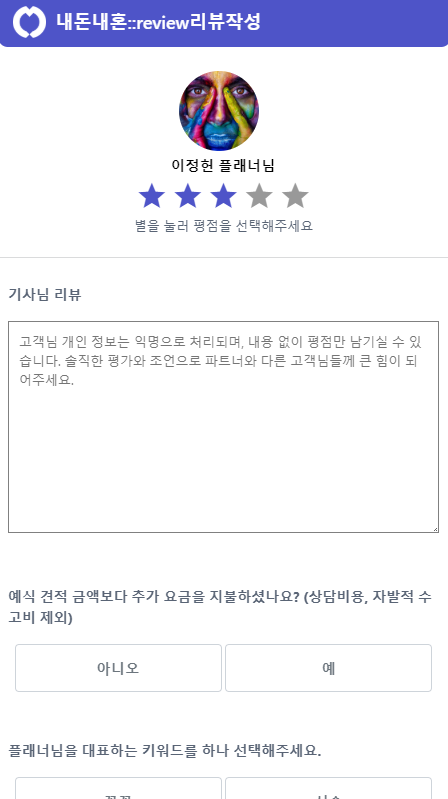 내돈내혼::review리뷰작성
이정헌 플래너님
별을 눌러 평점을 선택해주세요
기사님 리뷰
고객님 개인 정보는 익명으로 처리되며, 내용 없이 평점만 남기실 수 있
습니다. 솔직한 평가와 조언으로 파트너와 다른 고객님들께 큰 힘이 되
어주세요.
예식 견적 금액보다 추가 요금을 지불하셨나요? (상담비용, 자발적 수
고비 제외)
아니오
예
플래너님을 대표하는 키워드를 하나 선택해주세요.